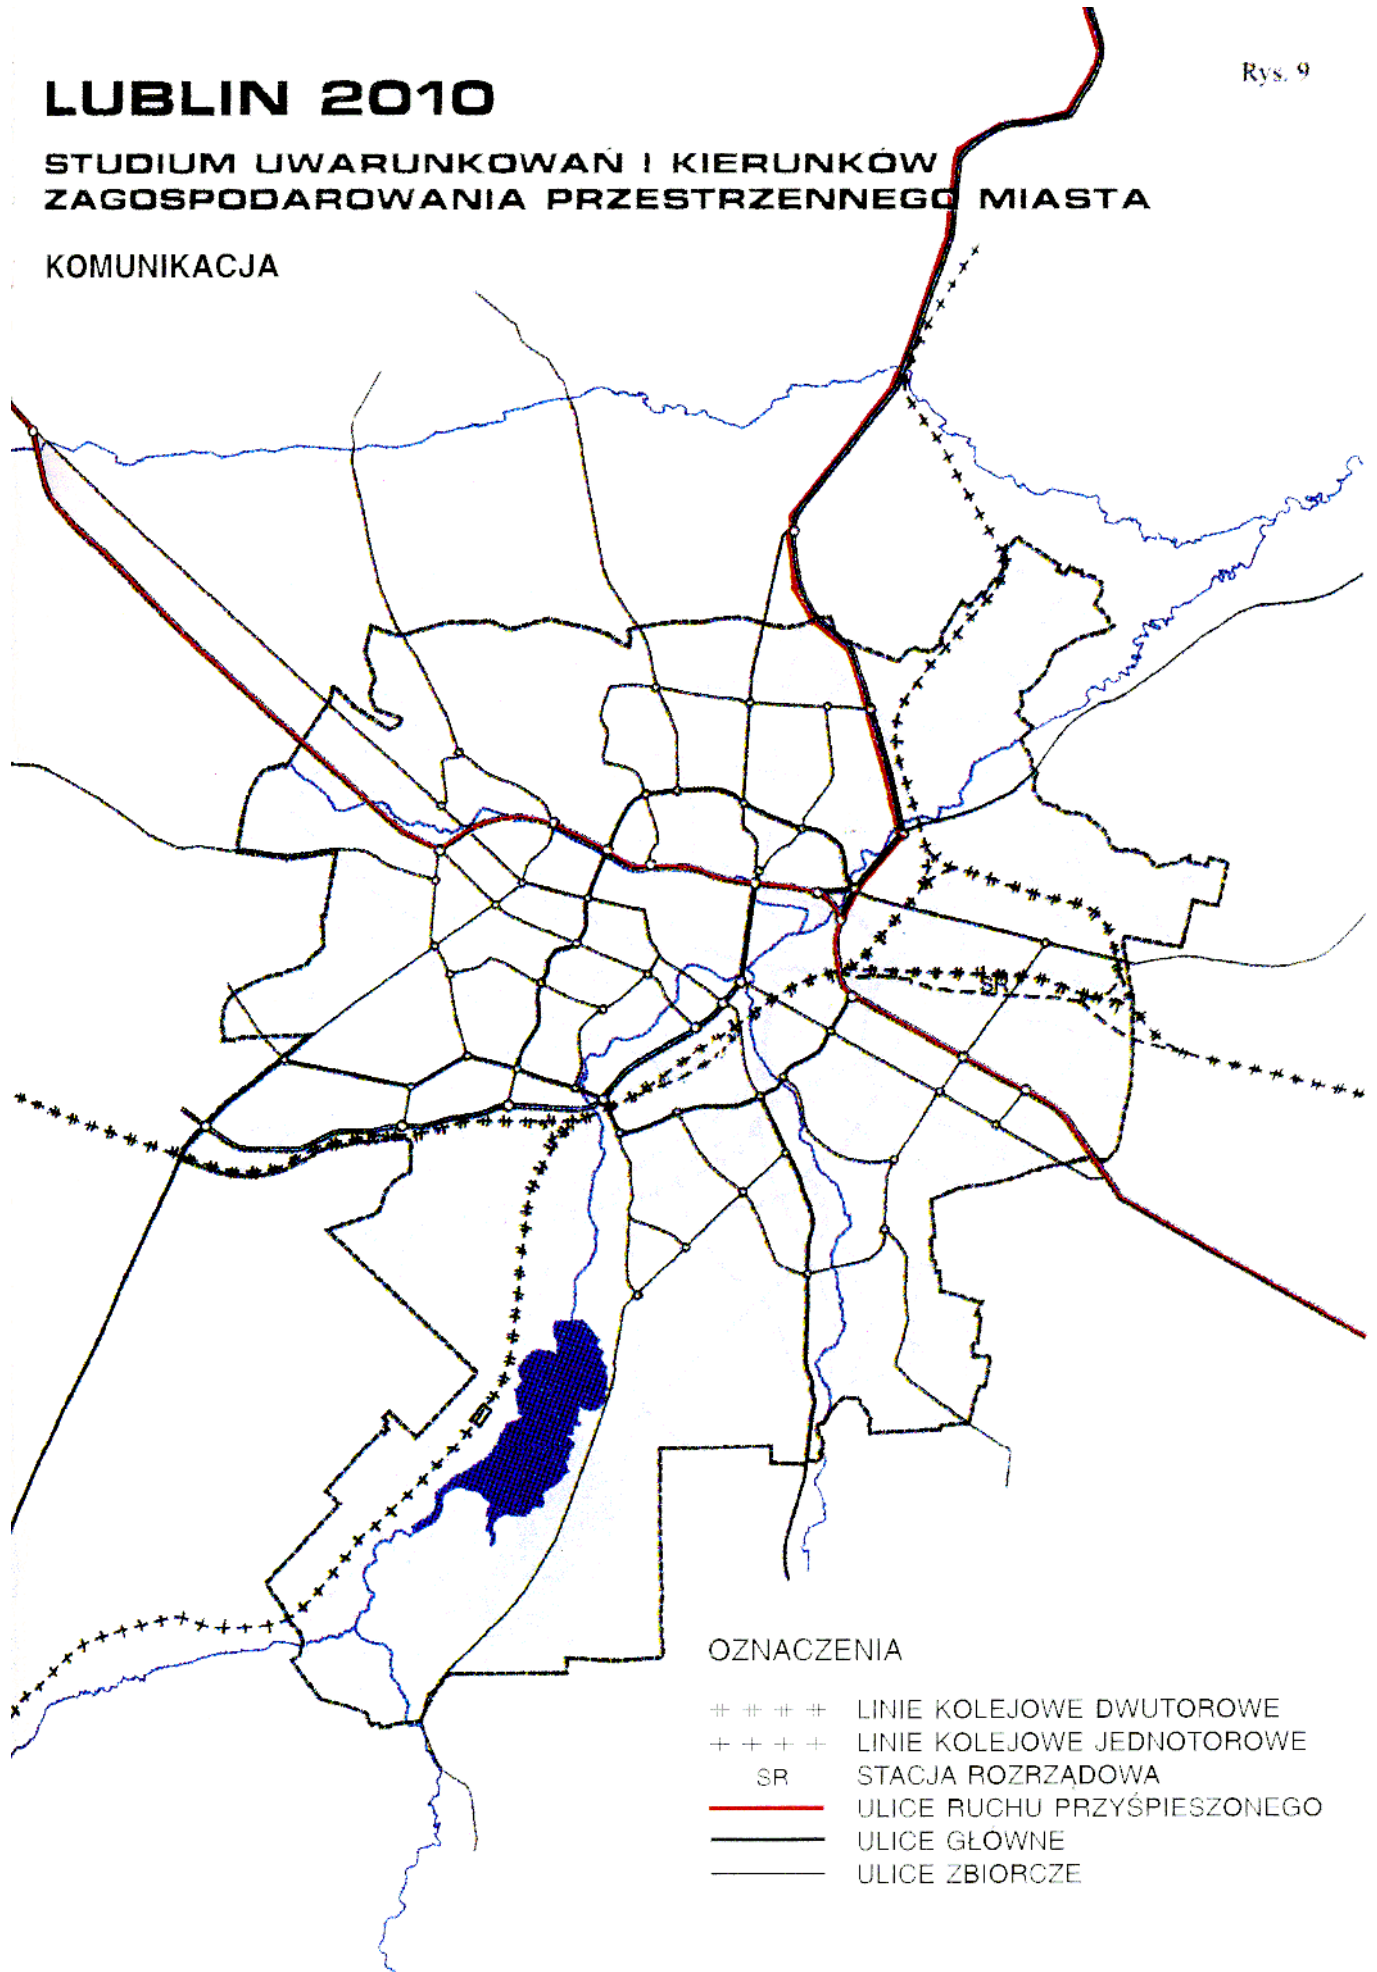 Rys. 9
LUBLIN 2010
STUDIUM UWARUNKOWAŃ I KIERUNKÓW
ZAGOSPODAROWANIA PRZESTRZENNEGO MIASTA
KOMUNIKACJA
SR
OZNACZENIA
LINIE KOLEJOWE DWUTOROWE
LINIE KOLEJOWE JEDNOTOROWE
SR STACJA ROZRZĄDOWA
ULICE RUCHU PRZYŚPIESZONEGO
ULICE GŁÓWNE
ULICE ZBIORCZE